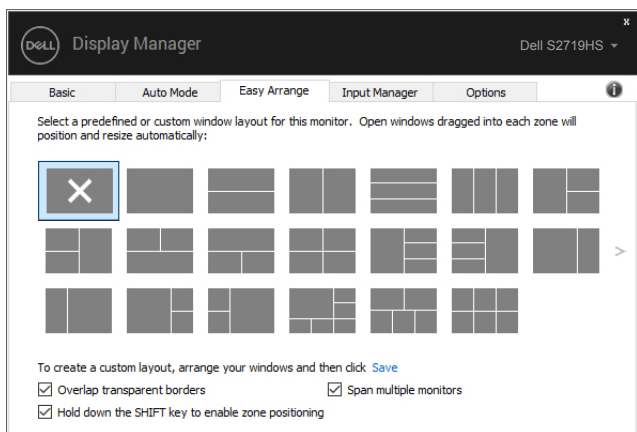 x
DELL Display Manager Dell S2719HS
Basic Auto Mode Easy Arrange Input Manager Options i
Select a predefined or custom window layout for this monitor. Open windows dragged into each zone will
position and resize automatically:
>
To create a custom layout, arrange your windows and then click Save
Overlap transparent borders Span multiple monitors
Hold down the SHIFT key to enable zone positioning